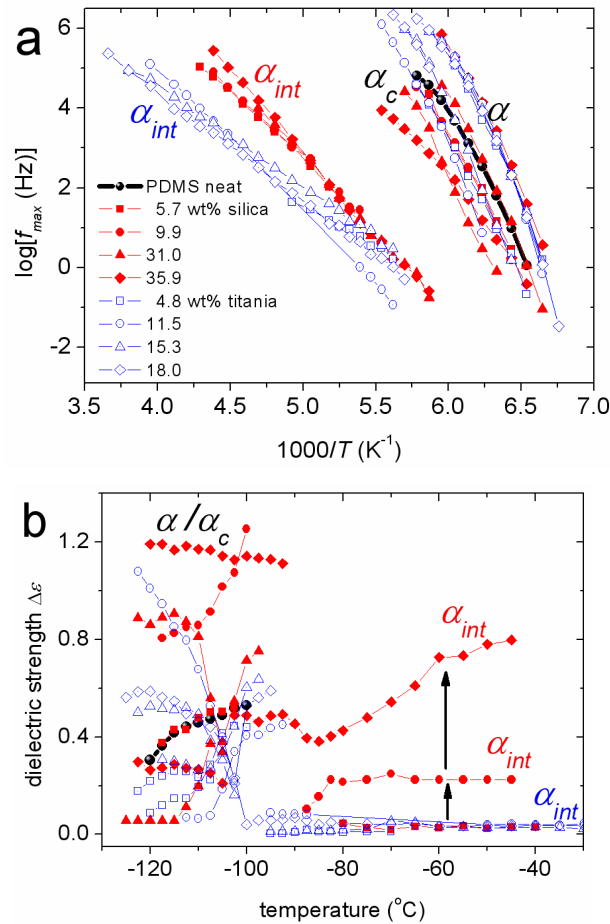 a
6
4
2
0
-2
log[f_max (Hz)]
α_int
α_int
α_c
α
PDMS neat
5.7 wt% silica
9.9
31.0
35.9
4.8 wt% titania
11.5
15.3
18.0
3.5 4.0 4.5 5.0 5.5 6.0 6.5 7.0
1000/T (K⁻¹)
b
α/α_c
1.2
0.8
0.4
0.0
dielectric strength Δε
α_int
α_int
α_int
-120 -100 -80 -60 -40
temperature (°C)